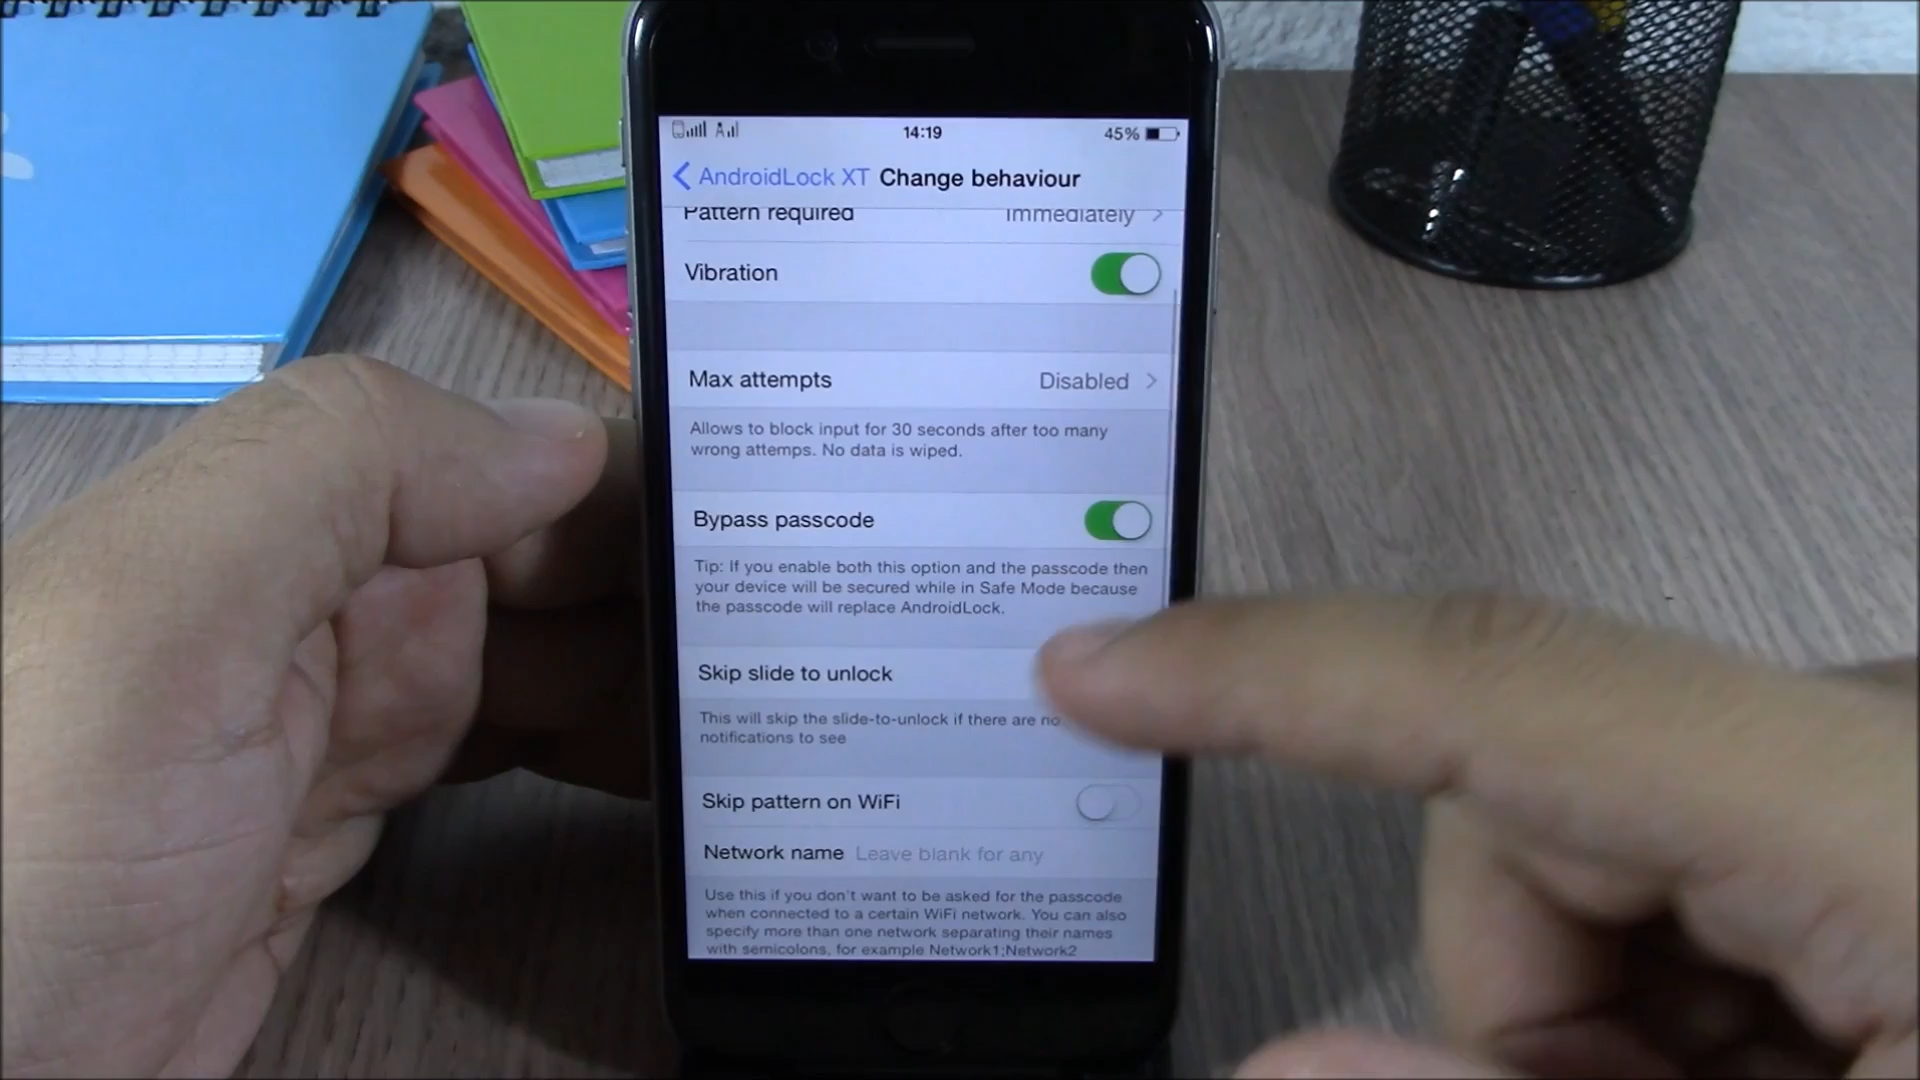 14:19
45%
AndroidLock XT Change behaviour
Pattern required Immediately
Vibration
Max attempts Disabled
Allows to block input for 30 seconds after too many
wrong attemps. No data is wiped.
Bypass passcode
Tip: If you enable both this option and the passcode then
your device will be secured while in Safe Mode because
the passcode will replace AndroidLock.
Skip slide to unlock
This will skip the slide-to-unlock if there are no
notifications to see
Skip pattern on WiFi
Network name Leave blank for any
Use this if you don't want to be asked for the passcode
when connected to a certain WiFi network. You can also
specify more than one network separating their names
with semicolons, for example Network1;Network2